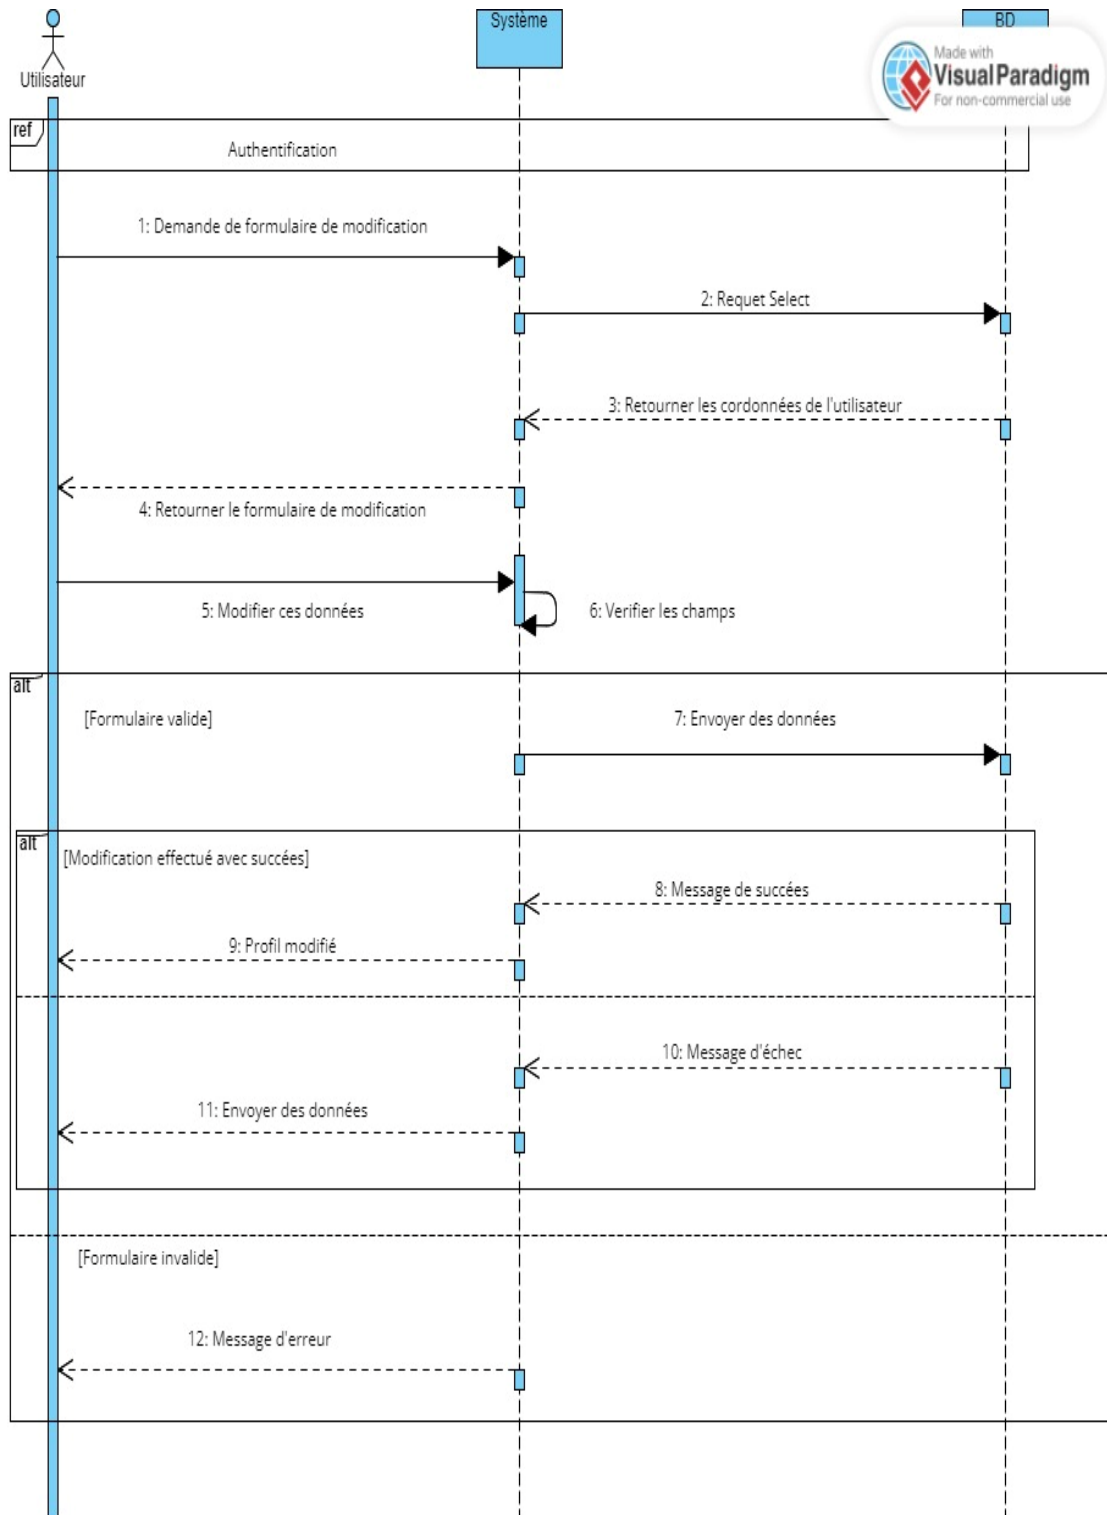 Système
BD
Made with
Visual Paradigm
For non-commercial use
Utilisateur
ref
Authentification
1: Demande de formulaire de modification
2: Requet Select
3: Retourner les cordonnées de l'utilisateur
4: Retourner le formulaire de modification
5: Modifier ces données
6: Verifier les champs
alt
[Formulaire valide]
7: Envoyer des données
alt
[Modification effectué avec succées]
8: Message de succées
9: Profil modifié
10: Message d'échec
11: Envoyer des données
[Formulaire invalide]
12: Message d'erreur